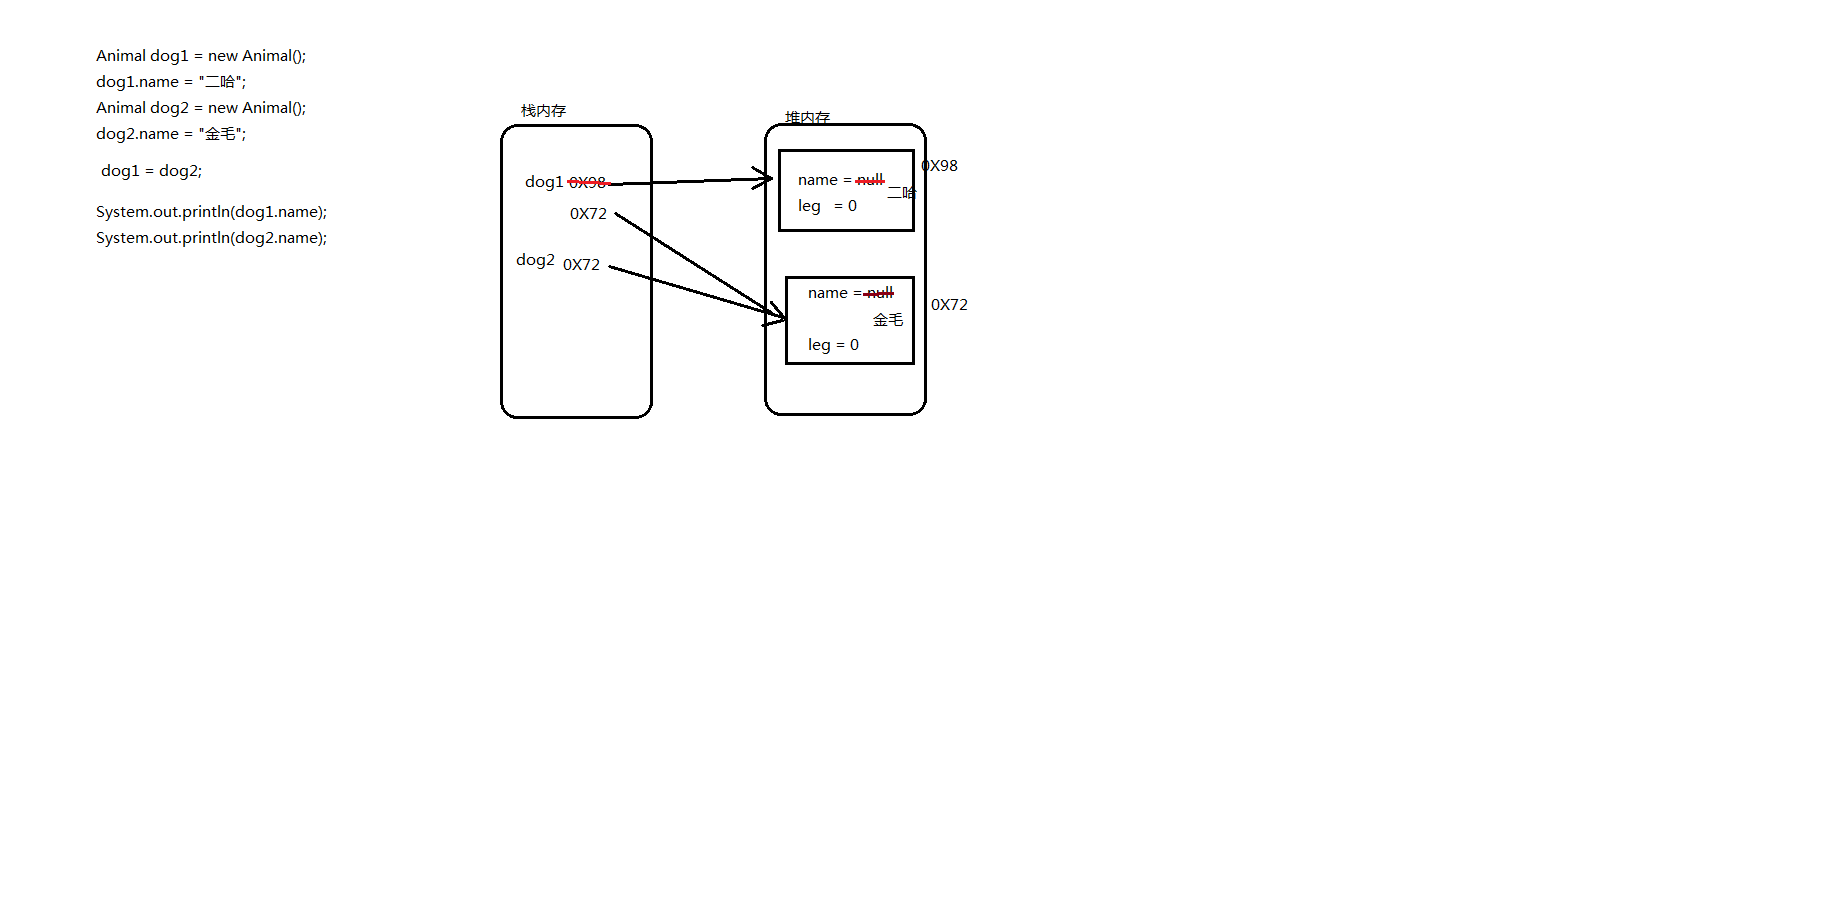 Animal dog1 = new Animal();
dog1.name = "二哈";
Animal dog2 = new Animal();
dog2.name = "金毛";
dog1 = dog2;
System.out.println(dog1.name);
System.out.println(dog2.name);
栈内存
dog1 0X98
0X72
dog2 0X72
堆内存
0X98
name = null
二哈
leg = 0
name = null
0X72
金毛
leg = 0